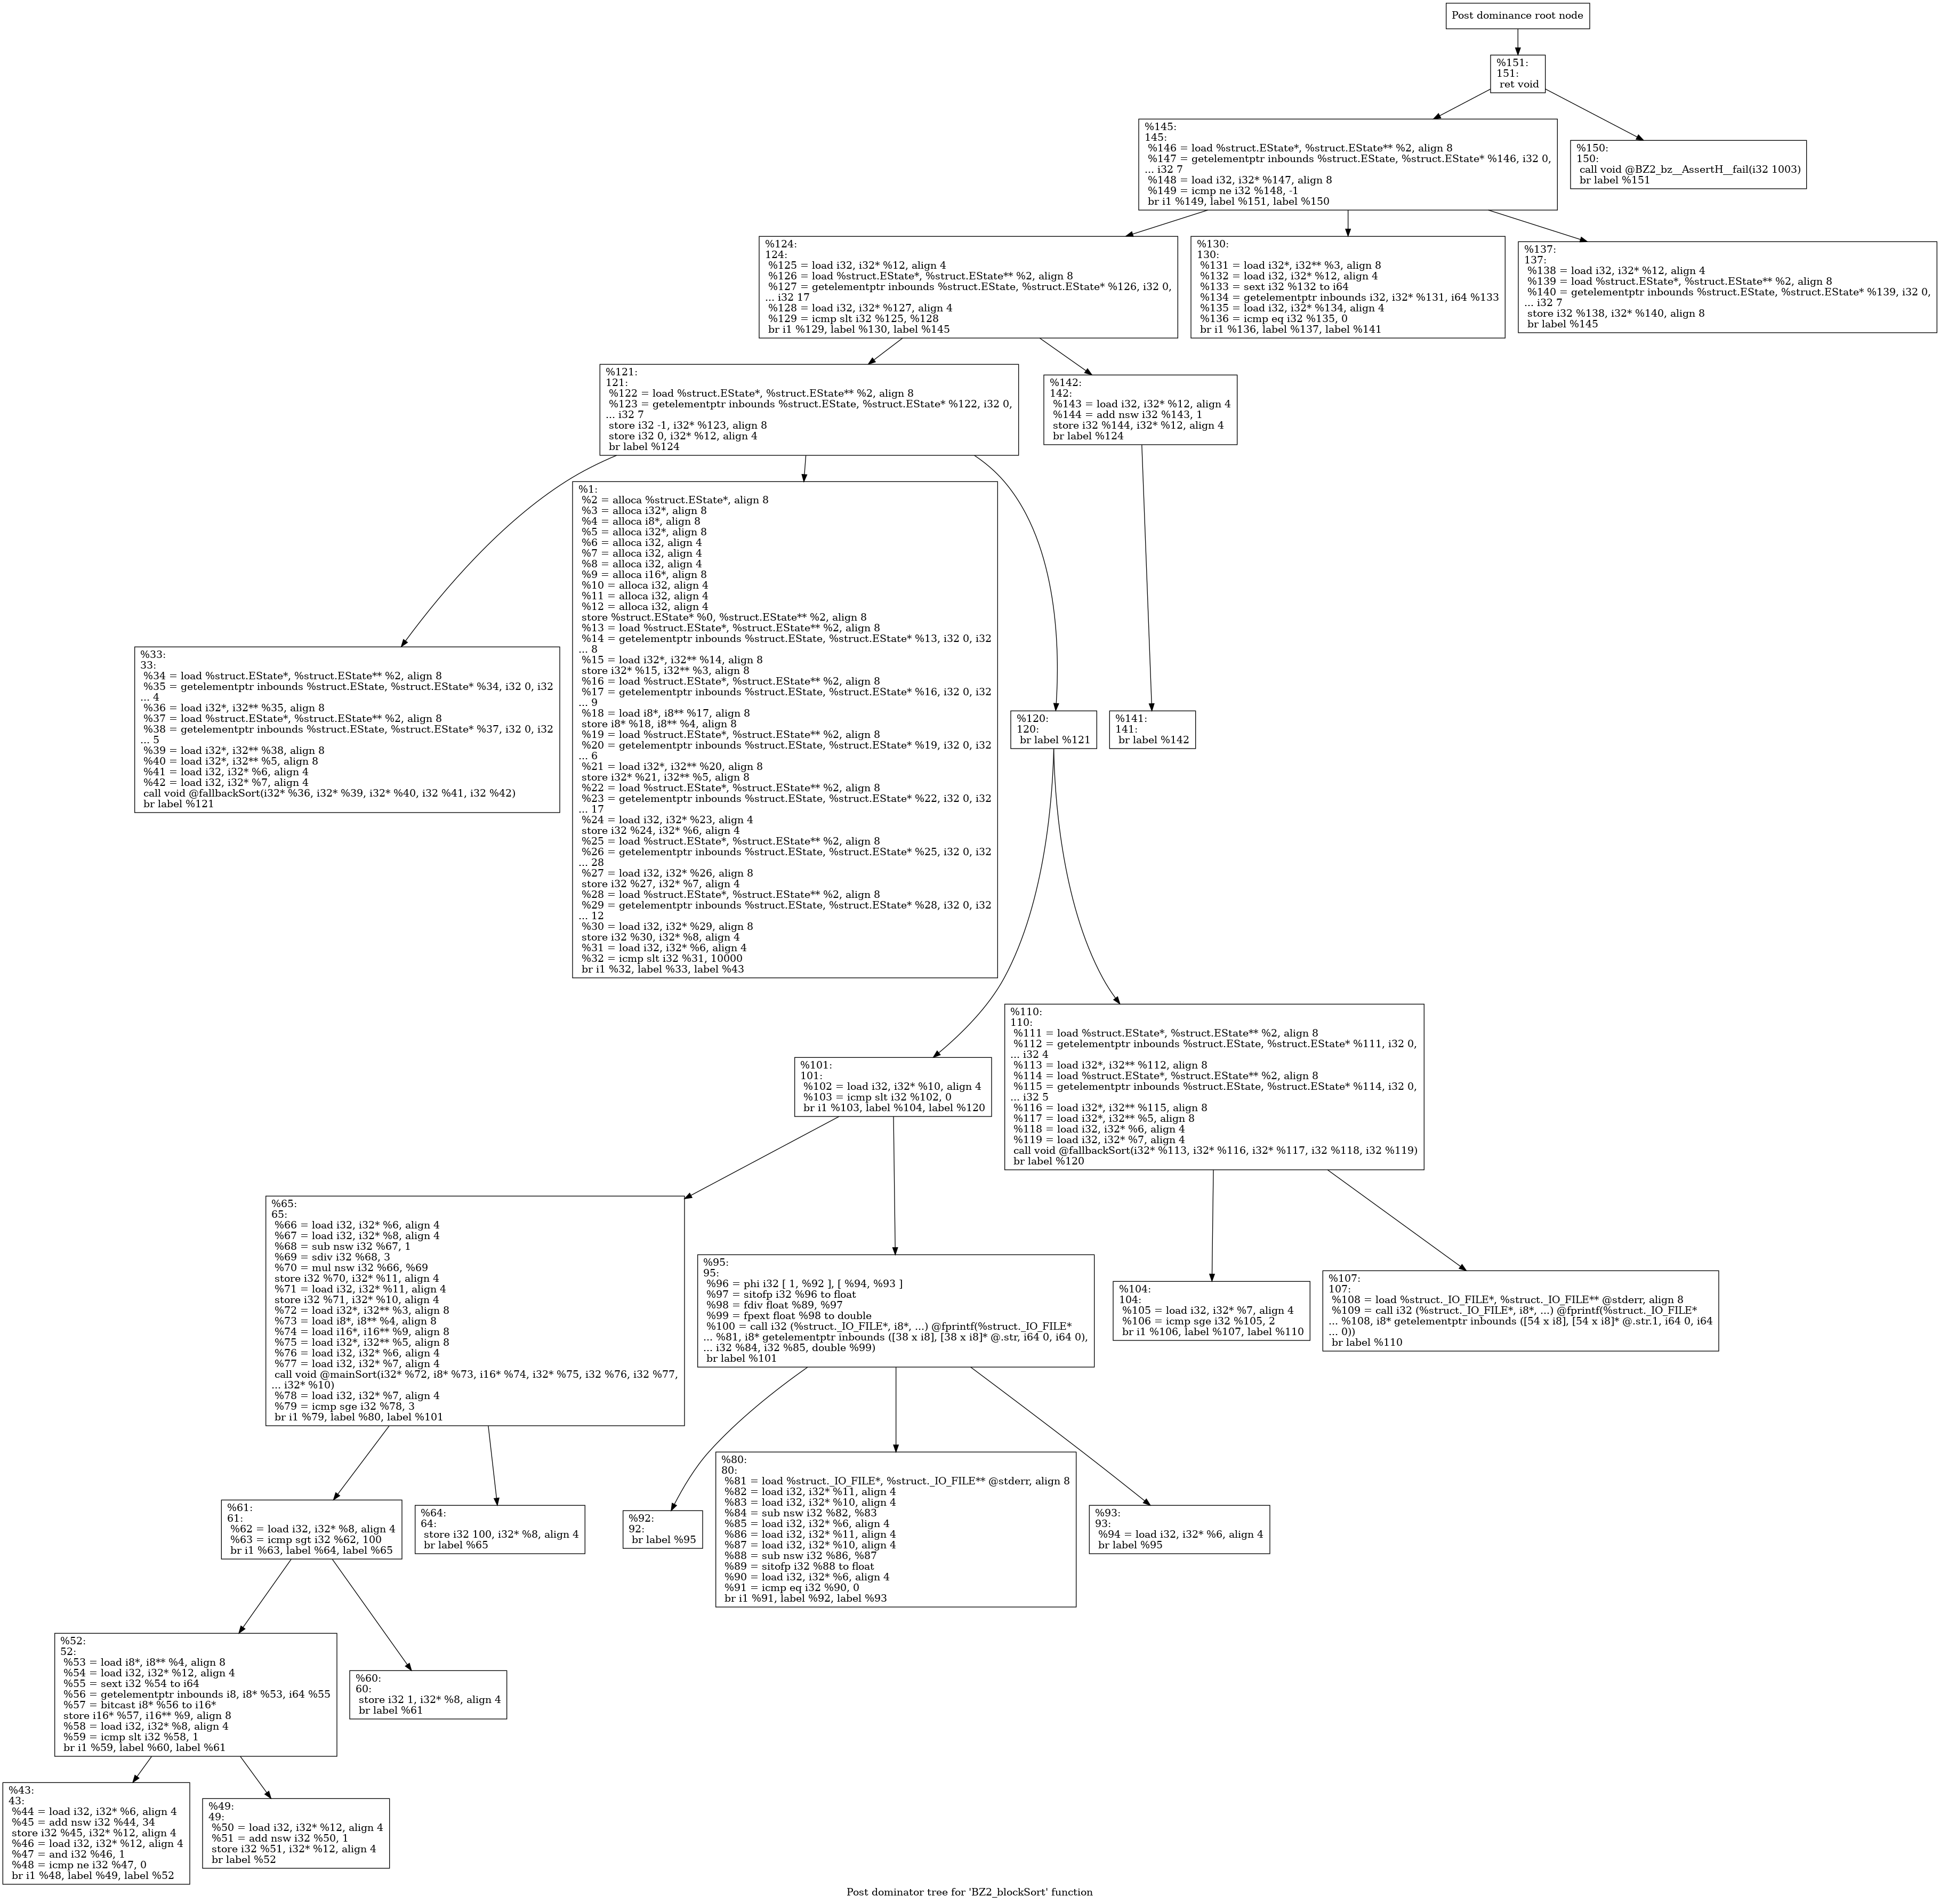 Post dominance root node
%151:
151:
ret void
%145:
145:
%146 = load %struct.EState*, %struct.EState** %2, align 8
%147 = getelementptr inbounds %struct.EState, %struct.EState* %146, i32 0,
... i32 7
%148 = load i32, i32* %147, align 8
%149 = icmp ne i32 %148, -1
br i1 %149, label %151, label %150
%150:
150:
call void @BZ2_bz__AssertH__fail(i32 1003)
br label %151
%124:
124:
%125 = load i32, i32* %12, align 4
%126 = load %struct.EState*, %struct.EState** %2, align 8
%127 = getelementptr inbounds %struct.EState, %struct.EState* %126, i32 0,
... i32 17
%128 = load i32, i32* %127, align 4
%129 = icmp slt i32 %125, %128
br i1 %129, label %130, label %145
%130:
130:
%131 = load i32*, i32** %3, align 8
%132 = load i32, i32* %12, align 4
%133 = sext i32 %132 to i64
%134 = getelementptr inbounds i32, i32* %131, i64 %133
%135 = load i32, i32* %134, align 4
%136 = icmp eq i32 %135, 0
br i1 %136, label %137, label %141
%137:
137:
%138 = load i32, i32* %12, align 4
%139 = load %struct.EState*, %struct.EState** %2, align 8
%140 = getelementptr inbounds %struct.EState, %struct.EState* %139, i32 0,
... i32 7
store i32 %138, i32* %140, align 8
br label %145
%121:
121:
%122 = load %struct.EState*, %struct.EState** %2, align 8
%123 = getelementptr inbounds %struct.EState, %struct.EState* %122, i32 0,
... i32 7
store i32 -1, i32* %123, align 8
store i32 0, i32* %12, align 4
br label %124
%142:
142:
%143 = load i32, i32* %12, align 4
%144 = add nsw i32 %143, 1
store i32 %144, i32* %12, align 4
br label %124
%33:
33:
%34 = load %struct.EState*, %struct.EState** %2, align 8
%35 = getelementptr inbounds %struct.EState, %struct.EState* %34, i32 0, i32
... 4
%36 = load i32*, i32** %35, align 8
%37 = load %struct.EState*, %struct.EState** %2, align 8
%38 = getelementptr inbounds %struct.EState, %struct.EState* %37, i32 0, i32
... 5
%39 = load i32*, i32** %38, align 8
%40 = load i32*, i32** %5, align 8
%41 = load i32, i32* %6, align 4
%42 = load i32, i32* %7, align 4
call void @fallbackSort(i32* %36, i32* %39, i32* %40, i32 %41, i32 %42)
br label %121
%1:
%2 = alloca %struct.EState*, align 8
%3 = alloca i32*, align 8
%4 = alloca i8*, align 8
%5 = alloca i32*, align 8
%6 = alloca i32, align 4
%7 = alloca i32, align 4
%8 = alloca i32, align 4
%9 = alloca i16*, align 8
%10 = alloca i32, align 4
%11 = alloca i32, align 4
%12 = alloca i32, align 4
store %struct.EState* %0, %struct.EState** %2, align 8
%13 = load %struct.EState*, %struct.EState** %2, align 8
%14 = getelementptr inbounds %struct.EState, %struct.EState* %13, i32 0, i32
... 8
%15 = load i32*, i32** %14, align 8
store i32* %15, i32** %3, align 8
%16 = load %struct.EState*, %struct.EState** %2, align 8
%17 = getelementptr inbounds %struct.EState, %struct.EState* %16, i32 0, i32
... 9
%18 = load i8*, i8** %17, align 8
store i8* %18, i8** %4, align 8
%19 = load %struct.EState*, %struct.EState** %2, align 8
%20 = getelementptr inbounds %struct.EState, %struct.EState* %19, i32 0, i32
... 6
%21 = load i32*, i32** %20, align 8
store i32* %21, i32** %5, align 8
%22 = load %struct.EState*, %struct.EState** %2, align 8
%23 = getelementptr inbounds %struct.EState, %struct.EState* %22, i32 0, i32
... 17
%24 = load i32, i32* %23, align 4
store i32 %24, i32* %6, align 4
%25 = load %struct.EState*, %struct.EState** %2, align 8
%26 = getelementptr inbounds %struct.EState, %struct.EState* %25, i32 0, i32
... 28
%27 = load i32, i32* %26, align 8
store i32 %27, i32* %7, align 4
%28 = load %struct.EState*, %struct.EState** %2, align 8
%29 = getelementptr inbounds %struct.EState, %struct.EState* %28, i32 0, i32
... 12
%30 = load i32, i32* %29, align 8
store i32 %30, i32* %8, align 4
%31 = load i32, i32* %6, align 4
%32 = icmp slt i32 %31, 10000
br i1 %32, label %33, label %43
%120:
120:
br label %121
%141:
141:
br label %142
%101:
101:
%102 = load i32, i32* %10, align 4
%103 = icmp slt i32 %102, 0
br i1 %103, label %104, label %120
%110:
110:
%111 = load %struct.EState*, %struct.EState** %2, align 8
%112 = getelementptr inbounds %struct.EState, %struct.EState* %111, i32 0,
... i32 4
%113 = load i32*, i32** %112, align 8
%114 = load %struct.EState*, %struct.EState** %2, align 8
%115 = getelementptr inbounds %struct.EState, %struct.EState* %114, i32 0,
... i32 5
%116 = load i32*, i32** %115, align 8
%117 = load i32*, i32** %5, align 8
%118 = load i32, i32* %6, align 4
%119 = load i32, i32* %7, align 4
call void @fallbackSort(i32* %113, i32* %116, i32* %117, i32 %118, i32 %119)
br label %120
%65:
65:
%66 = load i32, i32* %6, align 4
%67 = load i32, i32* %8, align 4
%68 = sub nsw i32 %67, 1
%69 = sdiv i32 %68, 3
%70 = mul nsw i32 %66, %69
store i32 %70, i32* %11, align 4
%71 = load i32, i32* %11, align 4
store i32 %71, i32* %10, align 4
%72 = load i32*, i32** %3, align 8
%73 = load i8*, i8** %4, align 8
%74 = load i16*, i16** %9, align 8
%75 = load i32*, i32** %5, align 8
%76 = load i32, i32* %6, align 4
%77 = load i32, i32* %7, align 4
call void @mainSort(i32* %72, i8* %73, i16* %74, i32* %75, i32 %76, i32 %77,
... i32* %10)
%78 = load i32, i32* %7, align 4
%79 = icmp sge i32 %78, 3
br i1 %79, label %80, label %101
%95:
95:
%96 = phi i32 [ 1, %92 ], [ %94, %93 ]
%97 = sitofp i32 %96 to float
%98 = fdiv float %89, %97
%99 = fpext float %98 to double
%100 = call i32 (%struct._IO_FILE*, i8*, ...) @fprintf(%struct._IO_FILE*
... %81, i8* getelementptr inbounds ([38 x i8], [38 x i8]* @.str, i64 0, i64 0),
... i32 %84, i32 %85, double %99)
br label %101
%104:
104:
%105 = load i32, i32* %7, align 4
%106 = icmp sge i32 %105, 2
br i1 %106, label %107, label %110
%107:
107:
%108 = load %struct._IO_FILE*, %struct._IO_FILE** @stderr, align 8
%109 = call i32 (%struct._IO_FILE*, i8*, ...) @fprintf(%struct._IO_FILE*
... %108, i8* getelementptr inbounds ([54 x i8], [54 x i8]* @.str.1, i64 0, i64
... 0))
br label %110
%61:
61:
%62 = load i32, i32* %8, align 4
%63 = icmp sgt i32 %62, 100
br i1 %63, label %64, label %65
%64:
64:
store i32 100, i32* %8, align 4
br label %65
%92:
92:
br label %95
%80:
80:
%81 = load %struct._IO_FILE*, %struct._IO_FILE** @stderr, align 8
%82 = load i32, i32* %11, align 4
%83 = load i32, i32* %10, align 4
%84 = sub nsw i32 %82, %83
%85 = load i32, i32* %6, align 4
%86 = load i32, i32* %11, align 4
%87 = load i32, i32* %10, align 4
%88 = sub nsw i32 %86, %87
%89 = sitofp i32 %88 to float
%90 = load i32, i32* %6, align 4
%91 = icmp eq i32 %90, 0
br i1 %91, label %92, label %93
%93:
93:
%94 = load i32, i32* %6, align 4
br label %95
%52:
52:
%53 = load i8*, i8** %4, align 8
%54 = load i32, i32* %12, align 4
%55 = sext i32 %54 to i64
%56 = getelementptr inbounds i8, i8* %53, i64 %55
%57 = bitcast i8* %56 to i16*
store i16* %57, i16** %9, align 8
%58 = load i32, i32* %8, align 4
%59 = icmp slt i32 %58, 1
br i1 %59, label %60, label %61
%60:
60:
store i32 1, i32* %8, align 4
br label %61
%43:
43:
%44 = load i32, i32* %6, align 4
%45 = add nsw i32 %44, 34
store i32 %45, i32* %12, align 4
%46 = load i32, i32* %12, align 4
%47 = and i32 %46, 1
%48 = icmp ne i32 %47, 0
br i1 %48, label %49, label %52
%49:
49:
%50 = load i32, i32* %12, align 4
%51 = add nsw i32 %50, 1
store i32 %51, i32* %12, align 4
br label %52
Post dominator tree for 'BZ2_blockSort' function